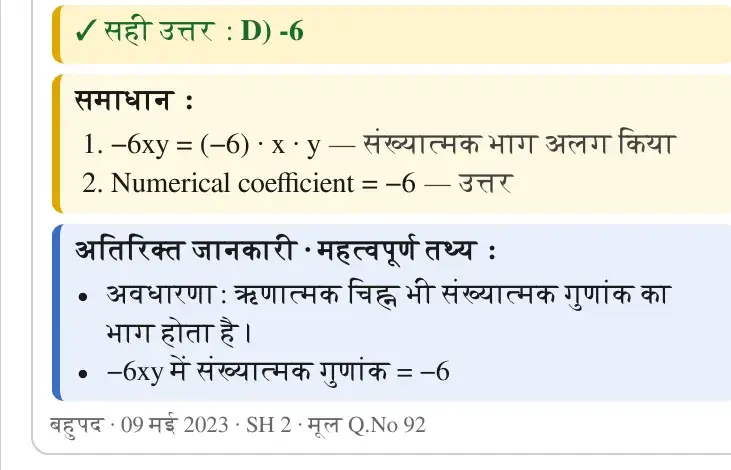 ✓ सही उत्तर : D) -6
समाधान :
1. −6xy = (−6) · x · y — संख्यात्मक भाग अलग किया
2. Numerical coefficient = −6 — उत्तर
अतिरिक्त जानकारी · महत्वपूर्ण तथ्य :
• अवधारणा : ऋणात्मक चिह्न भी संख्यात्मक गुणांक का
भाग होता है।
• −6xy में संख्यात्मक गुणांक = −6
बहुपद · 09 मई 2023 · SH 2 · मूल Q.No 92